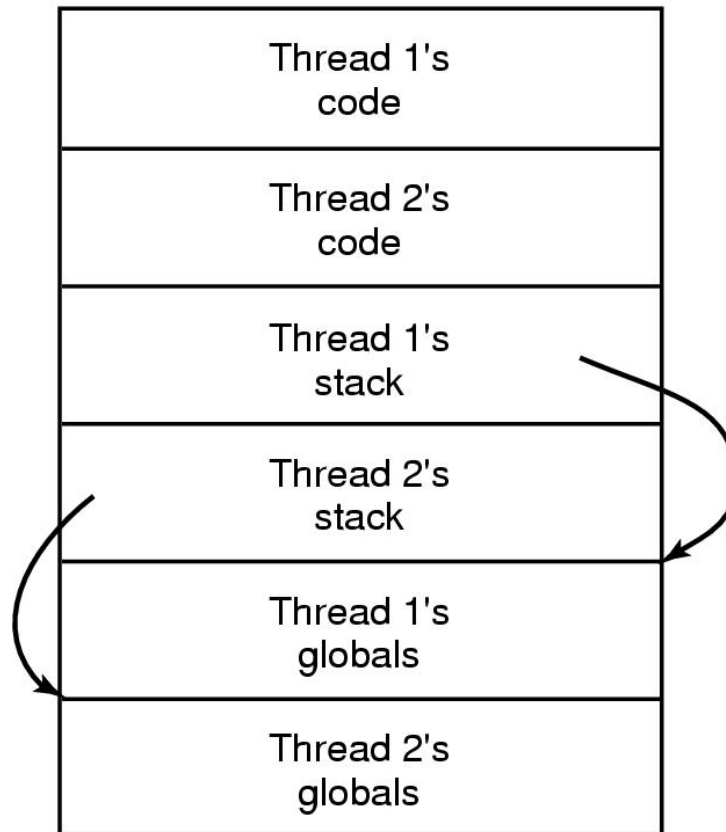 Thread 1's
code
Thread 2's
code
Thread 1's
stack
Thread 2's
stack
Thread 1's
globals
Thread 2's
globals